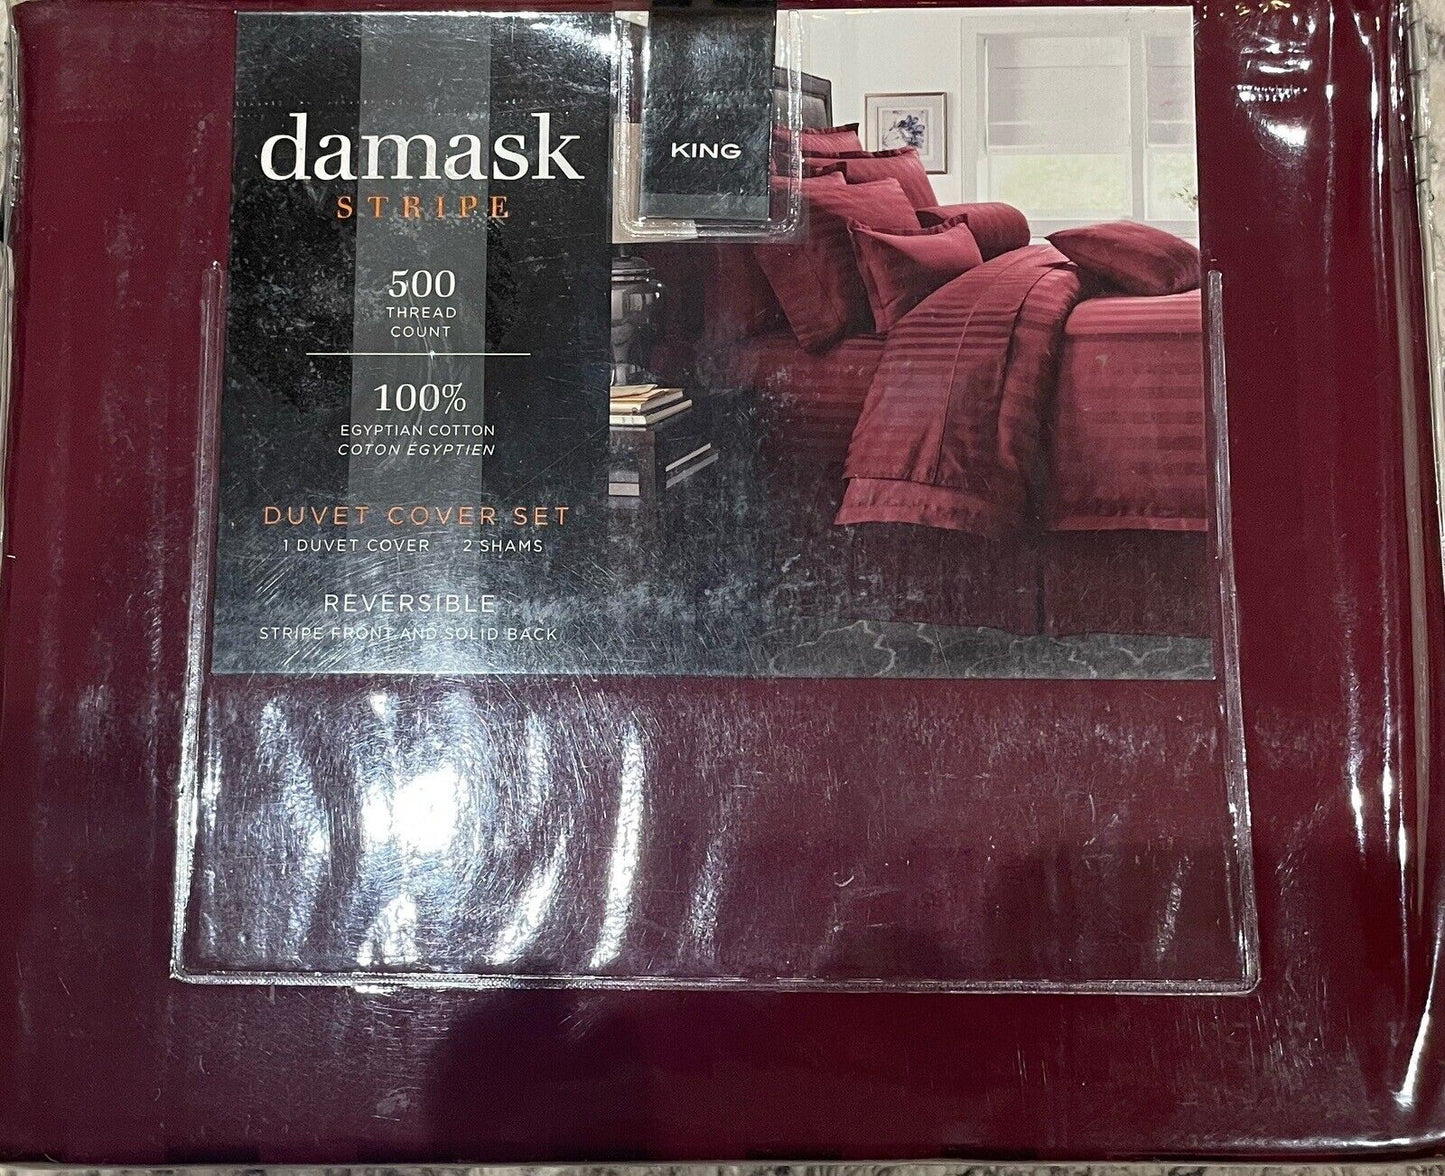 damask
STRIPE
KING
500
THREAD
COUNT
100%
EGYPTIAN COTTON
COTON ÉGYPTIEN
DUVET COVER SET
1 DUVET COVER 2 SHAMS
REVERSIBLE
STRIPE FRONT AND SOLID BACK